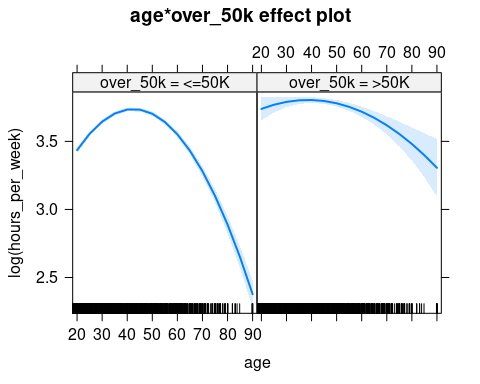 age*over_50k effect plot
20 30 40 50 60 70 80 90
over_50k = <=50K
over_50k = >50K
log(hours_per_week)
3.5
3.0
2.5
20 30 40 50 60 70 80 90
age